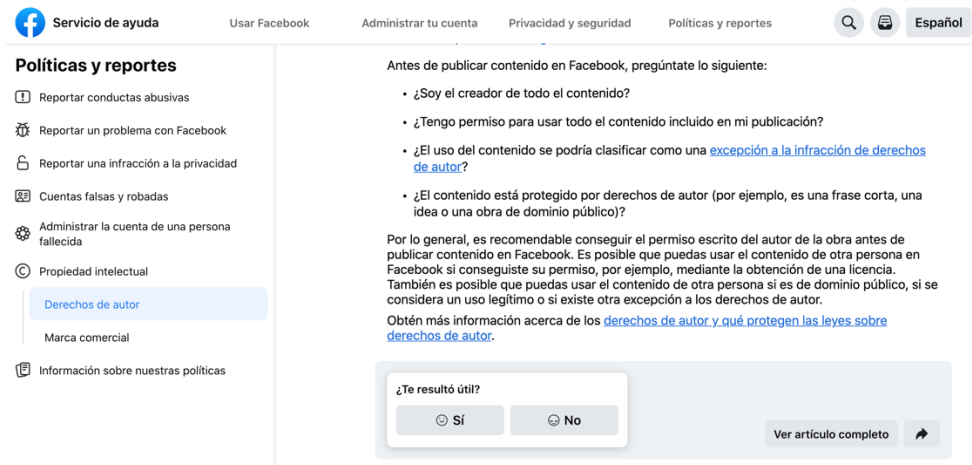 Servicio de ayuda
Usar Facebook
Administrar tu cuenta
Privacidad y seguridad
Políticas y reportes
Español
Políticas y reportes
Reportar conductas abusivas
Reportar un problema con Facebook
Reportar una infracción a la privacidad
Cuentas falsas y robadas
Administrar la cuenta de una persona
fallecida
Propiedad intelectual
Derechos de autor
Marca comercial
Información sobre nuestras políticas
Antes de publicar contenido en Facebook, pregúntate lo siguiente:
• ¿Soy el creador de todo el contenido?
• ¿Tengo permiso para usar todo el contenido incluido en mi publicación?
• ¿El uso del contenido se podría clasificar como una excepción a la infracción de derechos
de autor?
• ¿El contenido está protegido por derechos de autor (por ejemplo, es una frase corta, una
idea o una obra de dominio público)?
Por lo general, es recomendable conseguir el permiso escrito del autor de la obra antes de
publicar contenido en Facebook. Es posible que puedas usar el contenido de otra persona en
Facebook si conseguiste su permiso, por ejemplo, mediante la obtención de una licencia.
También es posible que puedas usar el contenido de otra persona si es de dominio público, si se
considera un uso legítimo o si existe otra excepción a los derechos de autor.
Obtén más información acerca de los derechos de autor y qué protegen las leyes sobre
derechos de autor.
¿Te resultó útil?
Sí
No
Ver artículo completo